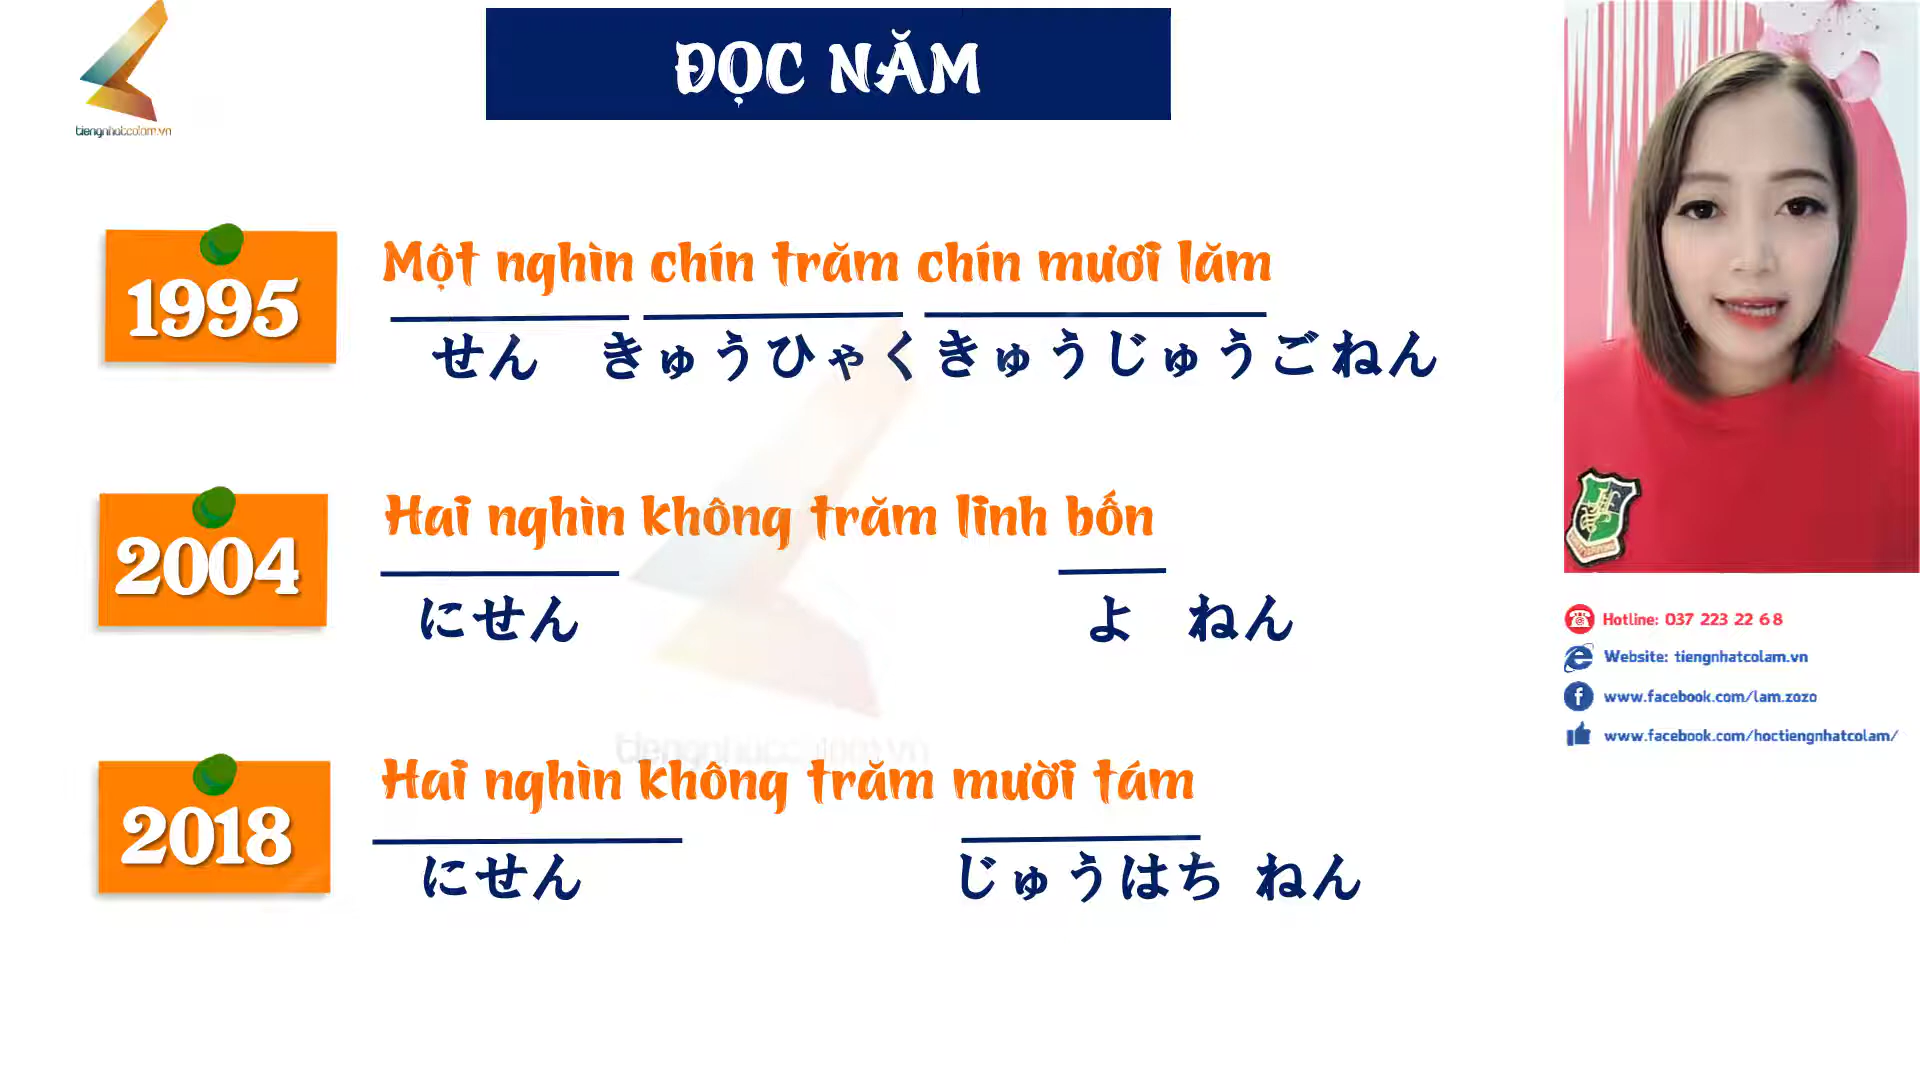 tiengnhatcolam.vn
ĐỌC NĂM
1995
Một nghìn chín trăm chín mươi lăm
せん きゅうひゃくきゅうじゅうごねん
2004
Hai nghìn không trăm linh bốn
にせん よ ねん
2018
Hai nghìn không trăm mười tám
にせん じゅうはち ねん
tiengnhatcolam.vn
Hotline: 037 223 22 68
Website: tiengnhatcolam.vn
www.facebook.com/lam.zozo
www.facebook.com/hoctiengnhatcolam/